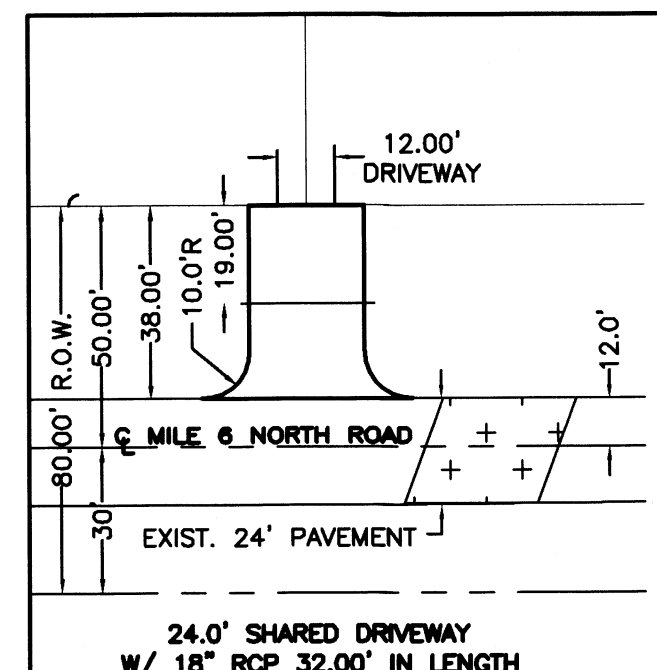 12.00'
DRIVEWAY
80.00' R.O.W.
50.00'
38.00'
10.0'R
19.00'
12.0'
℄ MILE 6 NORTH ROAD
30'
EXIST. 24' PAVEMENT
24.0' SHARED DRIVEWAY
W/ 18" RCP 32.00' IN LENGTH